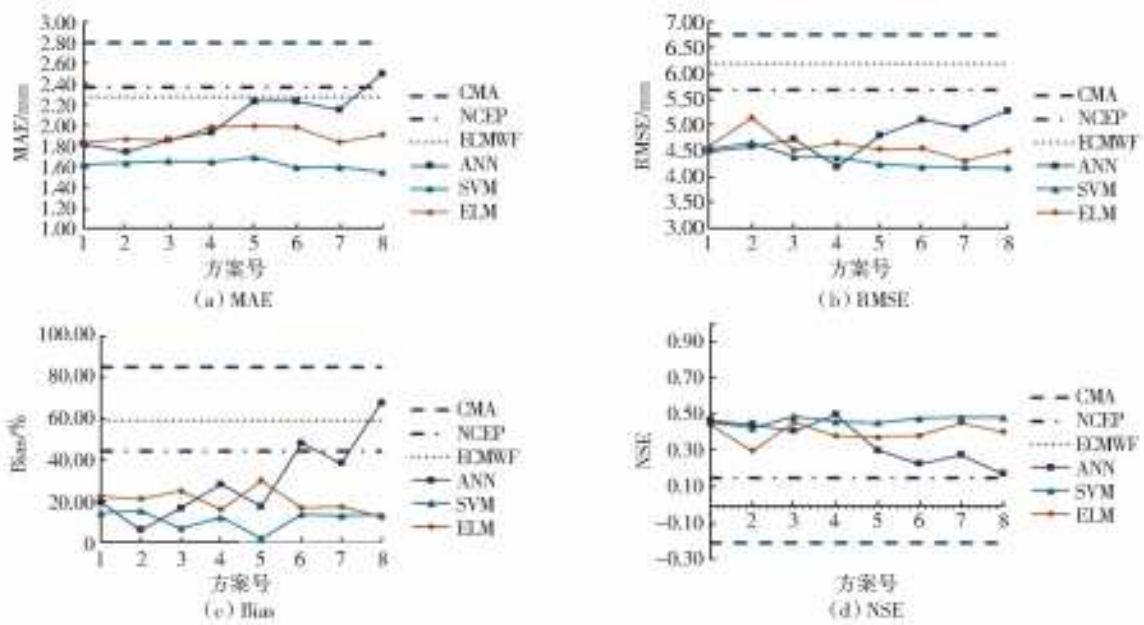 3.00
2.80
2.60
2.40
2.20
2.00
1.80
1.60
1.40
1.20
1.00
MAE/mm
1 2 3 4 5 6 7 8
方案号
(a) MAE
CMA
NCEP
ECMWF
ANN
SVM
ELM
7.00
6.50
6.00
5.50
5.00
4.50
4.00
3.50
3.00
RMSE/mm
1 2 3 4 5 6 7 8
方案号
(b) RMSE
CMA
NCEP
ECMWF
ANN
SVM
ELM
100.00
80.00
60.00
40.00
20.00
0
Bias/%
1 2 3 4 5 6 7 8
方案号
(c) Bias
CMA
NCEP
ECMWF
ANN
SVM
ELM
0.90
0.70
0.50
0.30
0.10
-0.10
-0.30
NSE
1 2 3 4 5 6 7 8
方案号
(d) NSE
CMA
NCEP
ECMWF
ANN
SVM
ELM